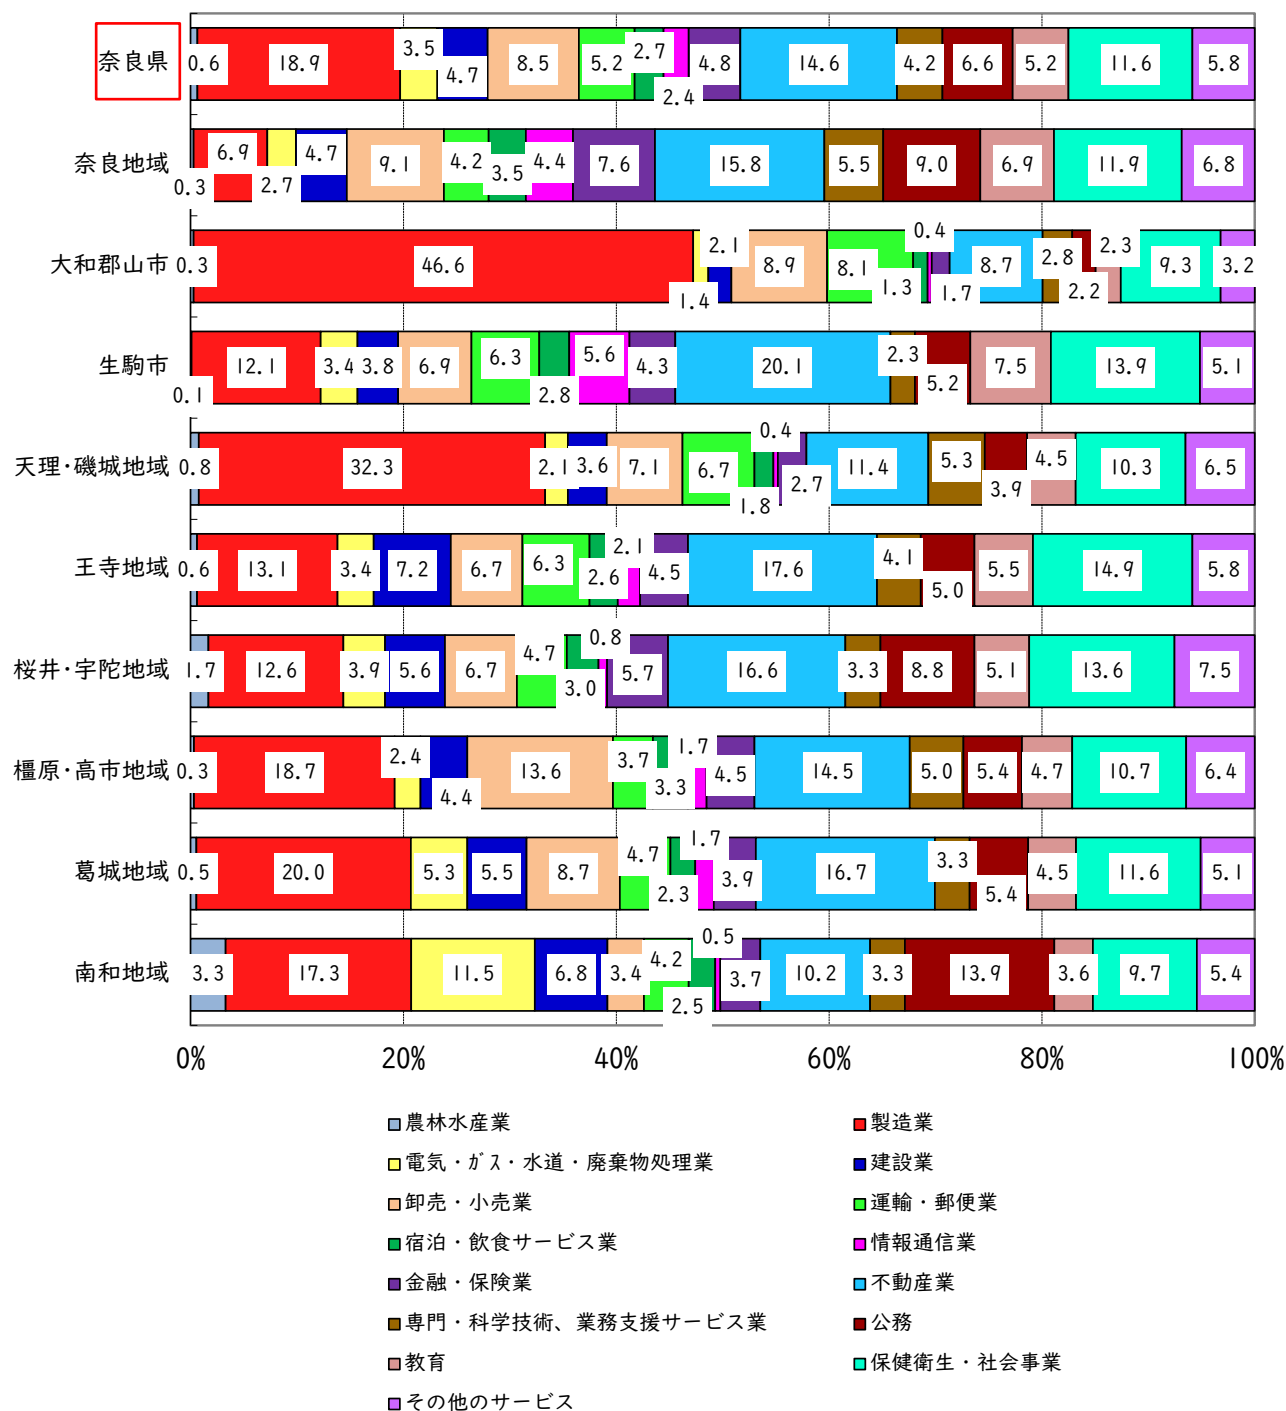 奈良県 0.6 18.9 3.5 4.7 8.5 5.2 2.7 2.4 4.8 14.6 4.2 6.6 5.2 11.6 5.8
奈良地域 0.3 6.9 2.7 4.7 9.1 4.2 3.5 4.4 7.6 15.8 5.5 9.0 6.9 11.9 6.8
大和郡山市 0.3 46.6 1.4 2.1 8.9 8.1 1.3 0.4 1.7 8.7 2.8 2.2 2.3 9.3 3.2
生駒市 0.1 12.1 3.4 3.8 6.9 6.3 2.8 5.6 4.3 20.1 2.3 5.2 7.5 13.9 5.1
天理・磯城地域 0.8 32.3 2.1 3.6 7.1 6.7 1.8 0.4 2.7 11.4 5.3 3.9 4.5 10.3 6.5
王寺地域 0.6 13.1 3.4 7.2 6.7 6.3 2.6 2.1 4.5 17.6 4.1 5.0 5.5 14.9 5.8
桜井・宇陀地域 1.7 12.6 3.9 5.6 6.7 4.7 3.0 0.8 5.7 16.6 3.3 8.8 5.1 13.6 7.5
橿原・高市地域 0.3 18.7 2.4 4.4 13.6 3.7 1.7 3.3 4.5 14.5 5.0 5.4 4.7 10.7 6.4
葛城地域 0.5 20.0 5.3 5.5 8.7 4.7 2.3 1.7 3.9 16.7 3.3 5.4 4.5 11.6 5.1
南和地域 3.3 17.3 11.5 6.8 3.4 4.2 2.5 0.5 3.7 10.2 3.3 13.9 3.6 9.7 5.4
0% 20% 40% 60% 80% 100%
農林水産業 製造業
電気・ガス・水道・廃棄物処理業 建設業
卸売・小売業 運輸・郵便業
宿泊・飲食サービス業 情報通信業
金融・保険業 不動産業
専門・科学技術、業務支援サービス業 公務
教育 保健衛生・社会事業
その他のサービス